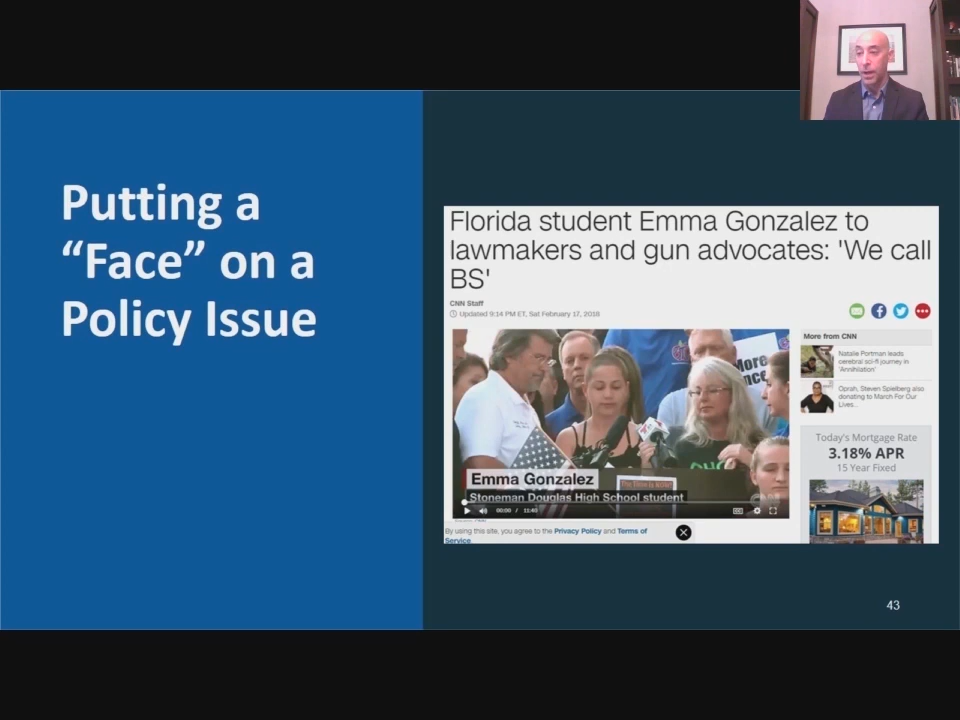 Putting a
“Face” on a
Policy Issue
Florida student Emma Gonzalez to
lawmakers and gun advocates: 'We call
BS'
CNN Staff
Updated 9:14 PM ET, Sat February 17, 2018
More from CNN
Natalie Portman leads
cerebral sci-fi journey in
'Annihilation'
Oprah, Steven Spielberg also
donating to March For Our
Lives...
More
Emma Gonzalez
Stoneman Douglas High School student
00:00 / 11:40
Today's Mortgage Rate
3.18% APR
15 Year Fixed
By using this site, you agree to the Privacy Policy and Terms of
Service.
43